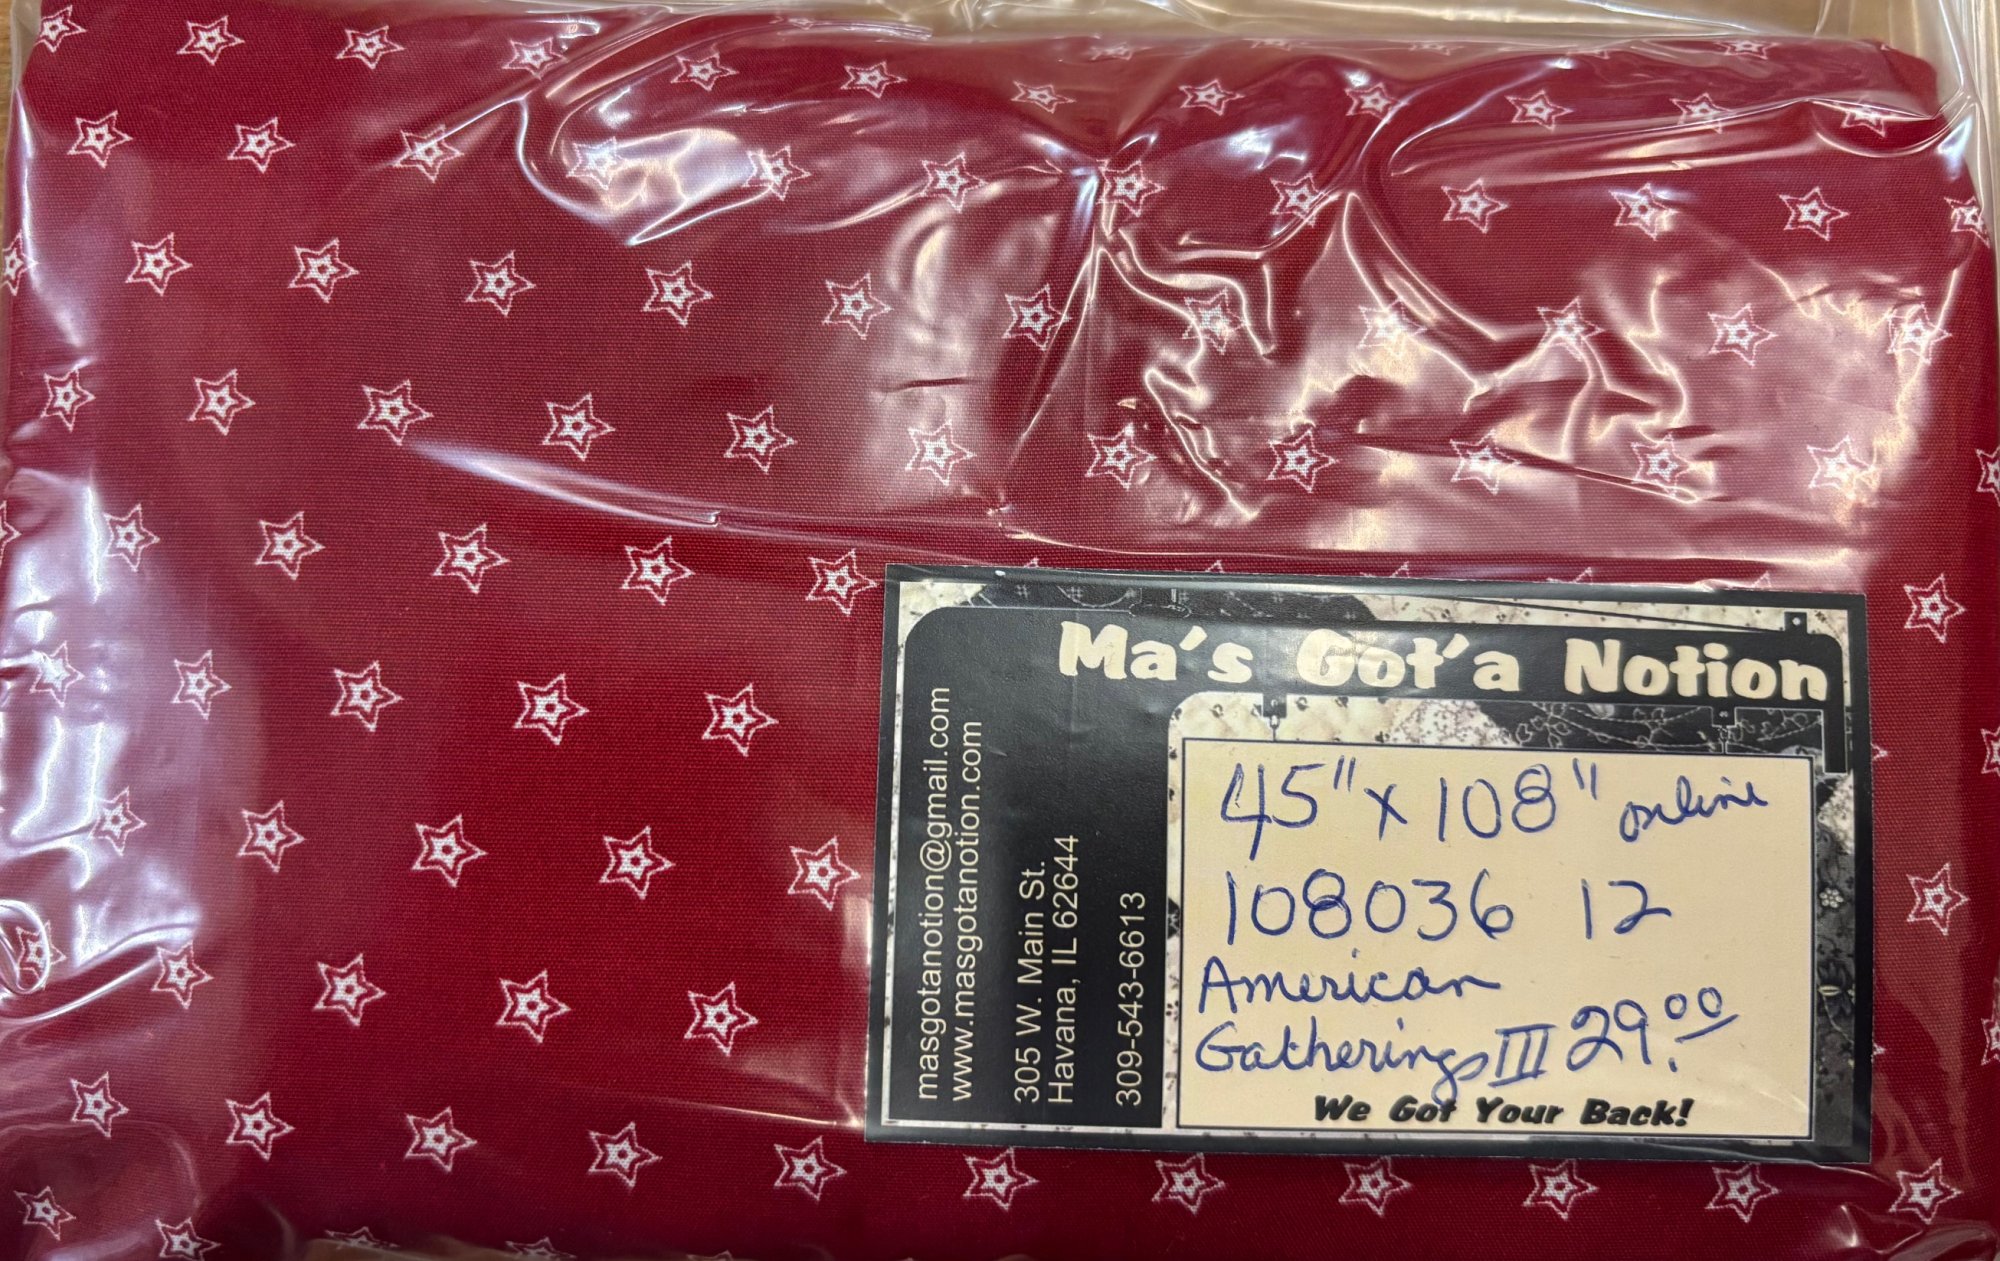 Ma's Got'a Notion
masgotanotion@gmail.com
www.masgotanotion.com
305 W. Main St.
Havana, IL 62644
309-543-6613
45" x 108" online
108036 12
American
Gatherings III 29.00
We Got Your Back!